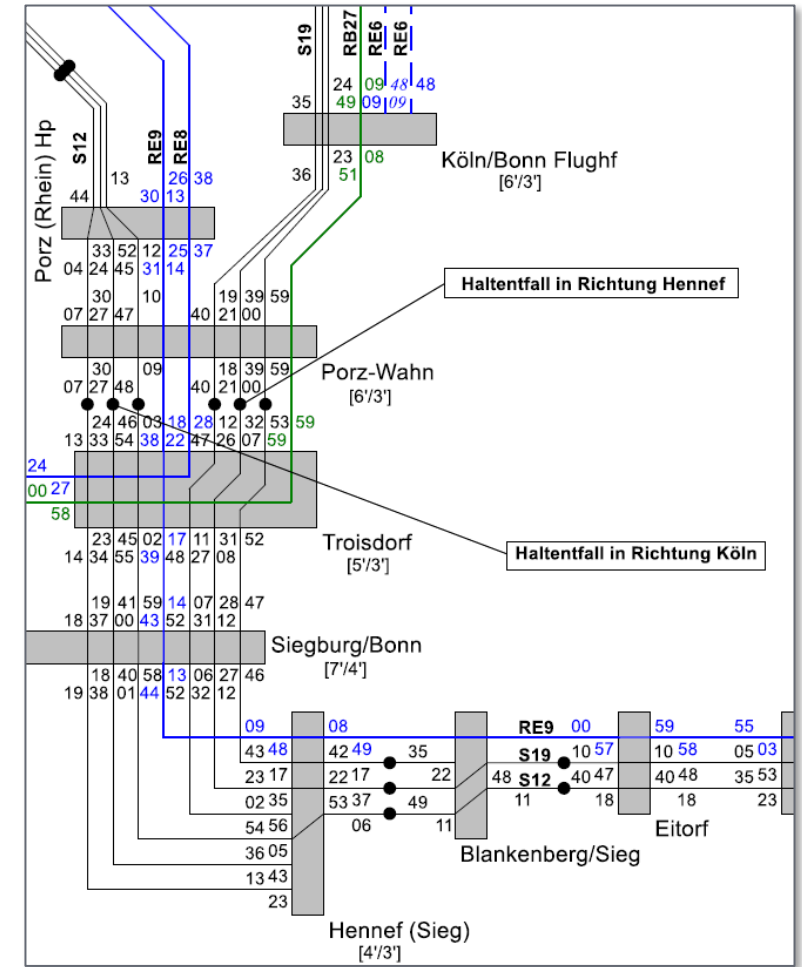 S19 RB27 RE6 RE6
24 09 48 48
35 49 09 09
Köln/Bonn Flughf
[6'/3']
23 08
36 51
Porz (Rhein) Hp
S12 RE9 RE8
13 26 38
44 30 13
33 52 12 25 37
04 24 45 31 14
30 10 19 39 59
07 27 47 40 21 00
Haltentfall in Richtung Hennef
Porz-Wahn
[6'/3']
30 09 18 39 59
07 27 48 40 21 00
24 46 03 18 28 12 32 53 59
13 33 54 38 22 47 26 07 59
24
00 27
58
Troisdorf
[5'/3']
Haltentfall in Richtung Köln
23 45 02 17 11 31 52
14 34 55 39 48 27 08
19 41 59 14 07 28 47
18 37 00 43 52 31 12
Siegburg/Bonn
[7'/4']
18 40 58 13 06 27 46
19 38 01 44 52 32 12
09 08 RE9 00 59 55
43 48 42 49 35 S19 10 57 10 58 05 03
23 17 22 17 22 48 S12 40 47 40 48 35 53
02 35 53 37 49 11 18 18 23
54 56 06 11
36 05
13 43
23
Eitorf
Blankenberg/Sieg
Hennef (Sieg)
[4'/3']